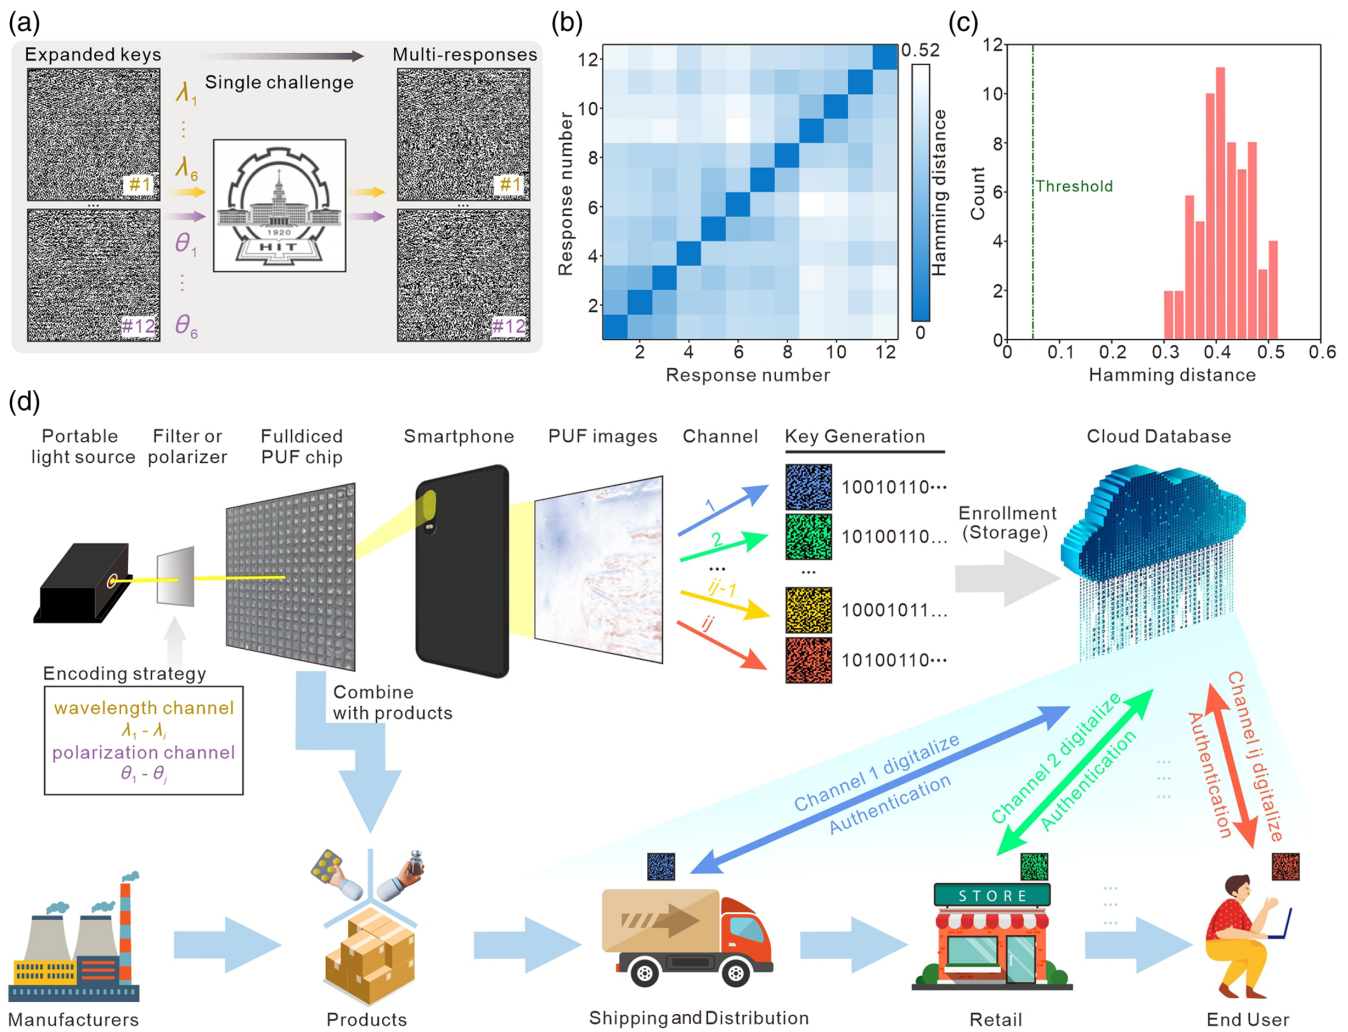 (a)
Expanded keys
Multi-responses
Single challenge
λ1
⋮
λ6
#1
#1
...
θ1
⋮
θ6
#12
#12
1920
HIT
(b)
12
10
8
6
4
2
2 4 6 8 10 12
Response number
Response number
0.52
Hamming distance
0
(c)
12
10
8
6
4
2
0
0 0.1 0.2 0.3 0.4 0.5 0.6
Count
Threshold
Hamming distance
(d)
Portable
light source
Filter or
polarizer
Fulldiced
PUF chip
Smartphone
PUF images
Channel
Key Generation
Cloud Database
1
2
...
ij-1
ij
10010110...
10100110...
...
10001011...
10100110...
Enrollment
(Storage)
Encoding strategy
wavelength channel
λ1 - λi
polarization channel
θ1 - θj
Combine
with products
Channel 1 digitalize
Authentication
Channel 2 digitalize
Authentication
Channel ij digitalize
Authentication
STORE
Manufacturers
Products
Shipping and Distribution
Retail
End User